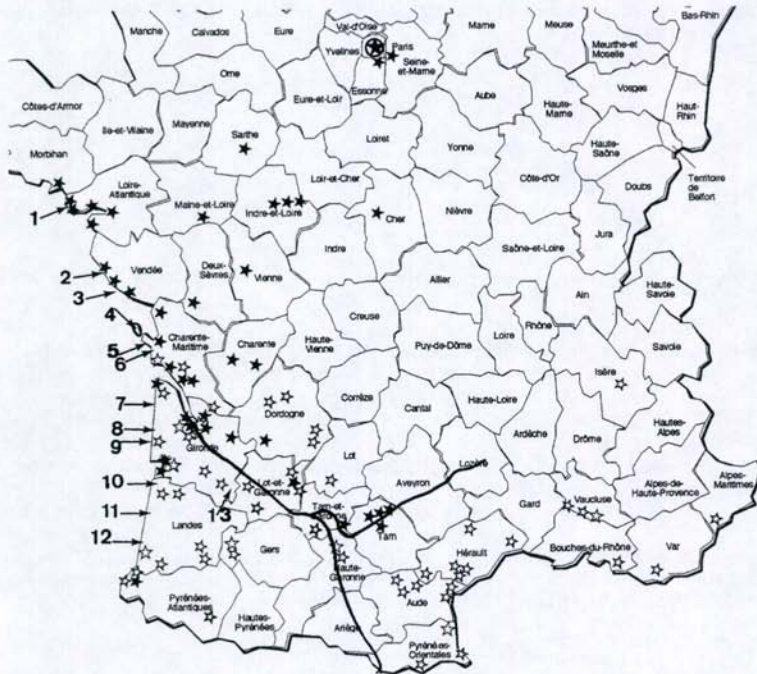 Manche
Calvados
Eure
Val-d'Oise
Marne
Meuse
Bas-Rhin
Yvelines
Paris
Seine-
et-Marne
Meurthe-et
Moselle
Orne
Essonne
Eure-et-Loir
Aube
Haute-
Marne
Vosges
Haut-
Rhin
Côtes-d'Armor
Ille-et-Vilaine
Mayenne
Sarthe
Loiret
Yonne
Haute-
Saône
Morbihan
Loir-et-Cher
Côte-d'Or
Territoire
de
Belfort
Doubs
Loire-
Atlantique
Maine-et-Loire
Indre-et-Loire
Cher
Nièvre
Jura
1
Indre
Saône-et-Loire
2
Vendée
Deux-
Sèvres
Vienne
Allier
Ain
Haute-
Savoie
3
4
Creuse
Loire
Rhône
5
Charente-
Maritime
Charente
Haute-
Vienne
Puy-de-Dôme
Savoie
6
Isère
7
Dordogne
Corrèze
Cantal
Haute-Loire
8
9
Gironde
Lot
Ardèche
Drôme
Hautes-
Alpes
10
Lot-et-
Garonne
Aveyron
Lozère
Alpes-de-
Haute-Provence
Alpes-
Maritimes
11
13
Tarn-et-
Gard
Vaucluse
Landes
Tarn
12
Gers
Haute-
Garonne
Hérault
Bouches-du-Rhône
Var
Aude
Pyrénées-
Atlantiques
Hautes-
Pyrénées
Ariège
Pyrénées-
Orientales